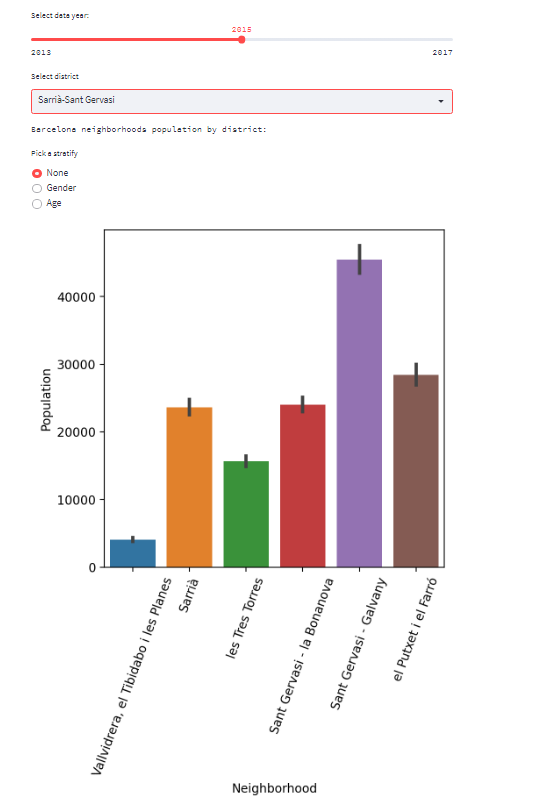 Select data year:
2015
2013
2017
Select district
Sarrià-Sant Gervasi
Barcelona neighborhoods population by district:
Pick a stratify
None
Gender
Age
Population
40000
30000
20000
10000
0
Vallvidrera, el Tibidabo i les Planes
Sarrià
les Tres Torres
Sant Gervasi - la Bonanova
Sant Gervasi - Galvany
el Putxet i el Farró
Neighborhood